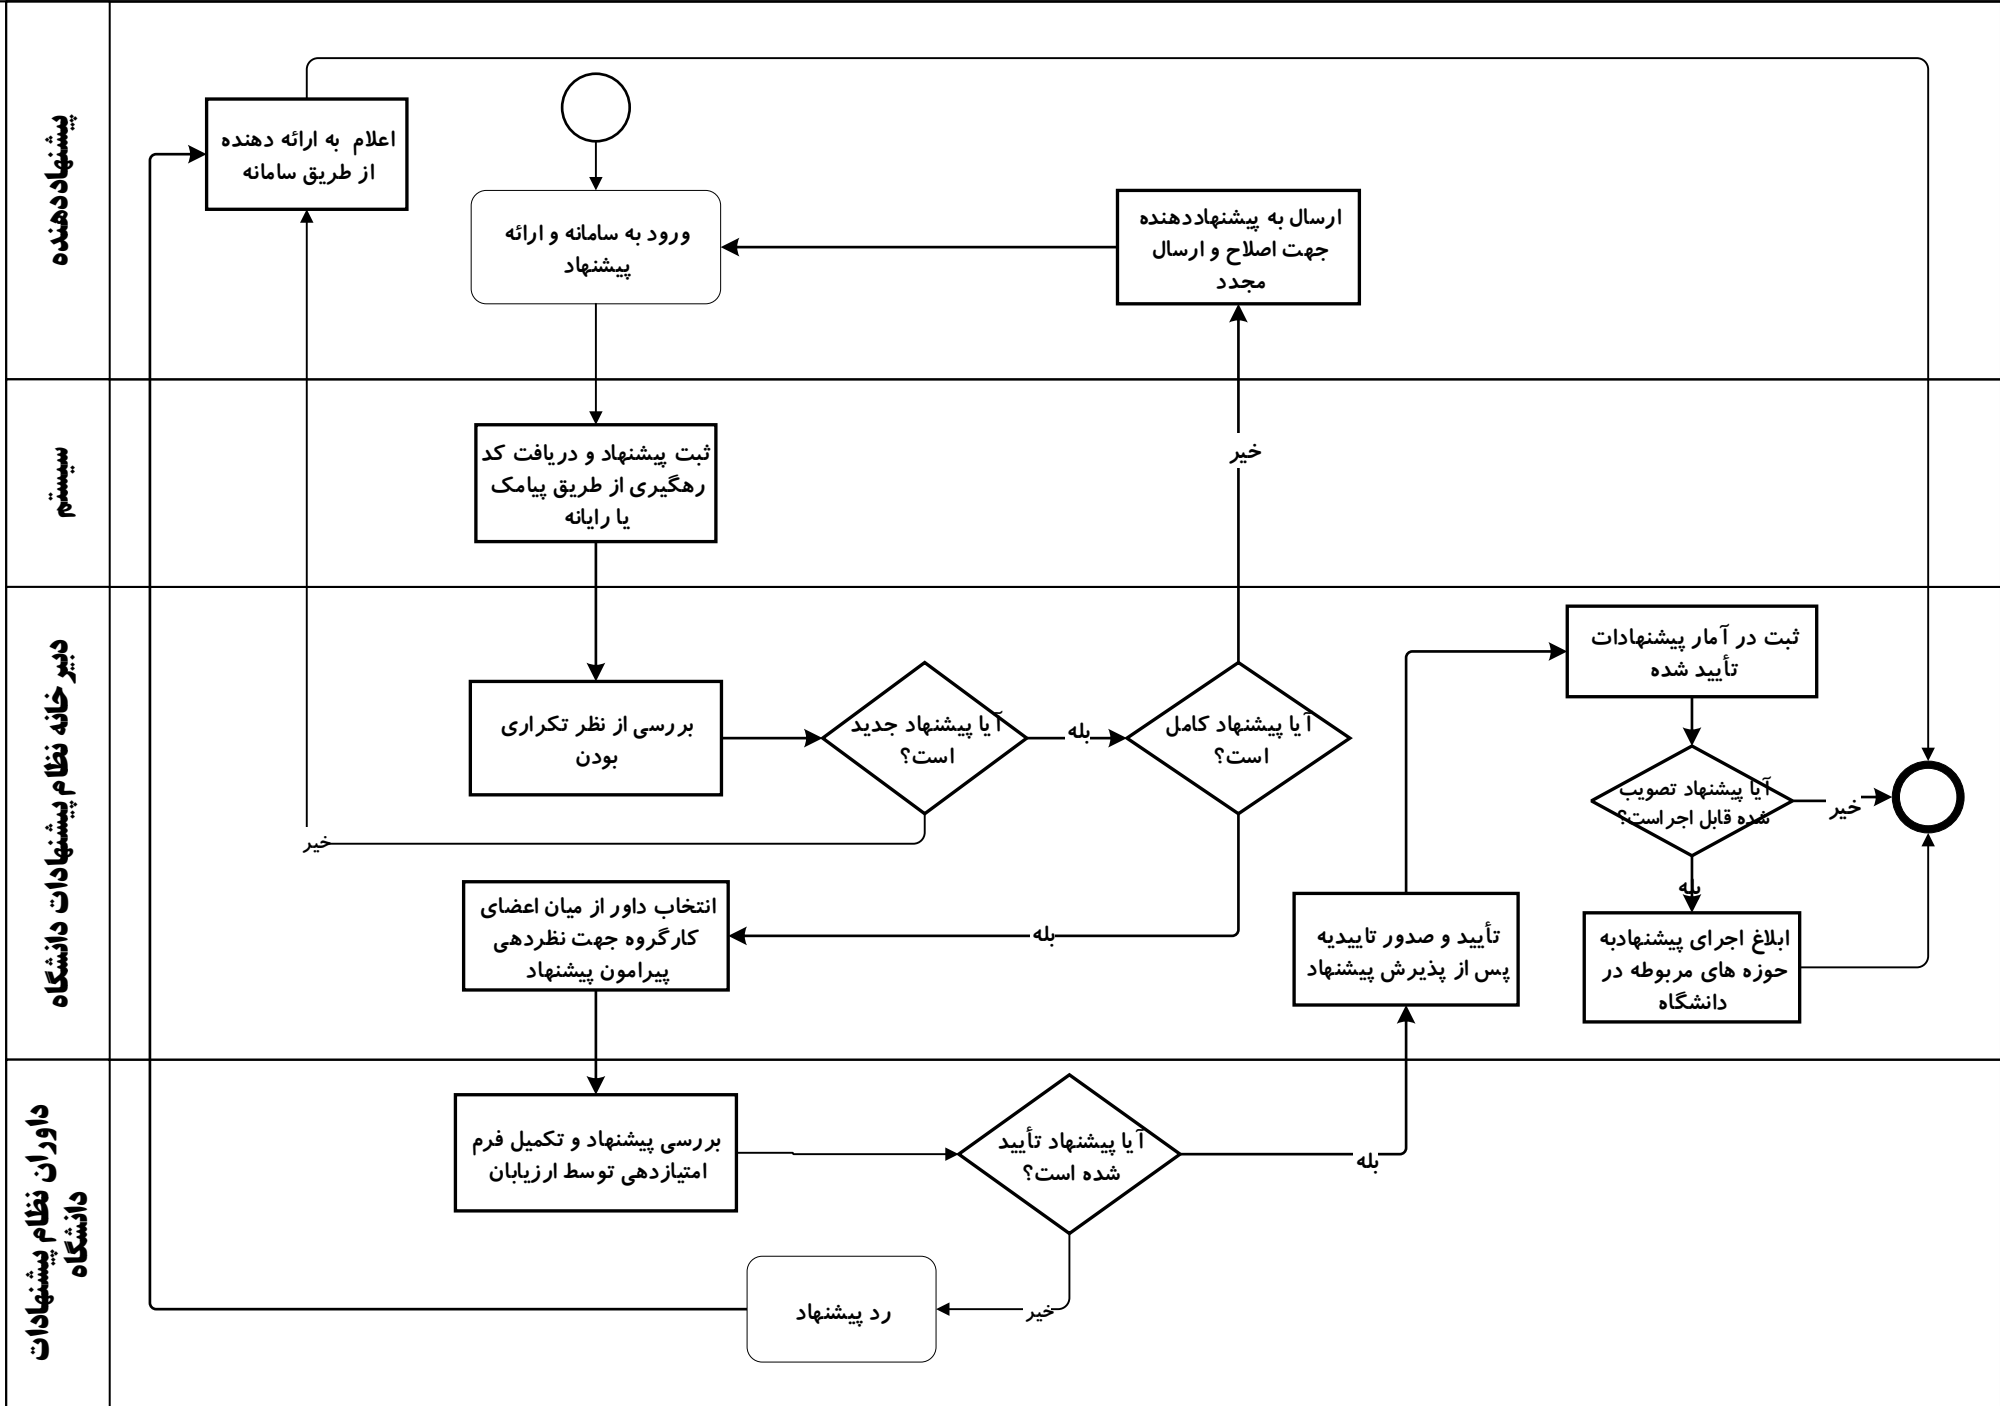 پیشنهاددهنده
اعلام به ارائه دهنده
از طریق سامانه
ورود به سامانه و ارائه
پیشنهاد
ارسال به پیشنهاددهنده
جهت اصلاح و ارسال
مجدد
سیستم
ثبت پیشنهاد و دریافت کد
رهگیری از طریق پیامک
یا رایانه
خیر
دبیر خانه نظام پیشنهادات دانشگاه
بررسی از نظر تکراری
بودن
آیا پیشنهاد جدید
است؟
بله
آیا پیشنهاد کامل
است؟
خیر
بله
انتخاب داور از میان اعضای
کارگروه جهت نظردهی
پیرامون پیشنهاد
تأیید و صدور تاییدیه
پس از پذیرش پیشنهاد
ثبت در آمار پیشنهادات
تأیید شده
آیا پیشنهاد تصویب
شده قابل اجراست؟
خیر
بله
ابلاغ اجرای پیشنهادبه
حوزه های مربوطه در
دانشگاه
داوران نظام پیشنهادات
دانشگاه
بررسی پیشنهاد و تکمیل فرم
امتیازدهی توسط ارزیابان
آیا پیشنهاد تأیید
شده است؟
بله
خیر
رد پیشنهاد